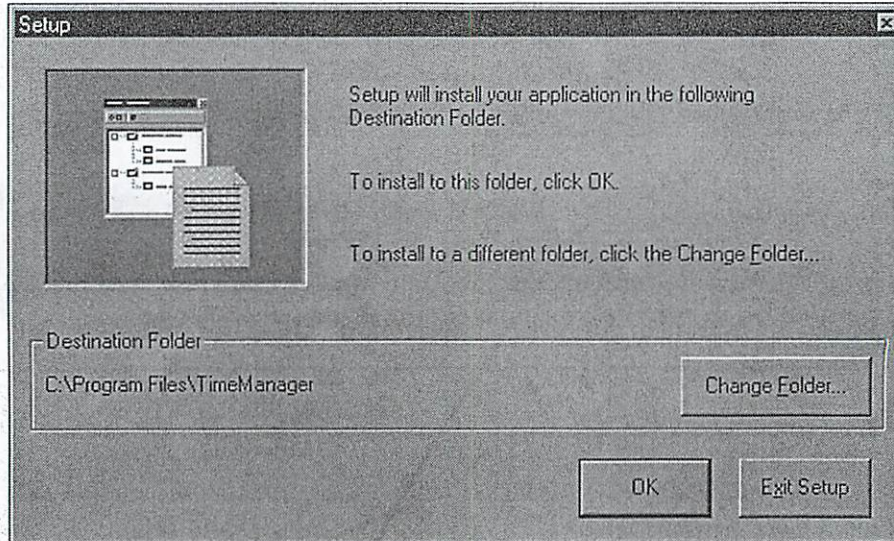 Setup
Setup will install your application in the following
Destination Folder.
To install to this folder, click OK.
To install to a different folder, click the Change Folder...
Destination Folder
C:\Program Files\TimeManager
Change Folder...
OK
Exit Setup